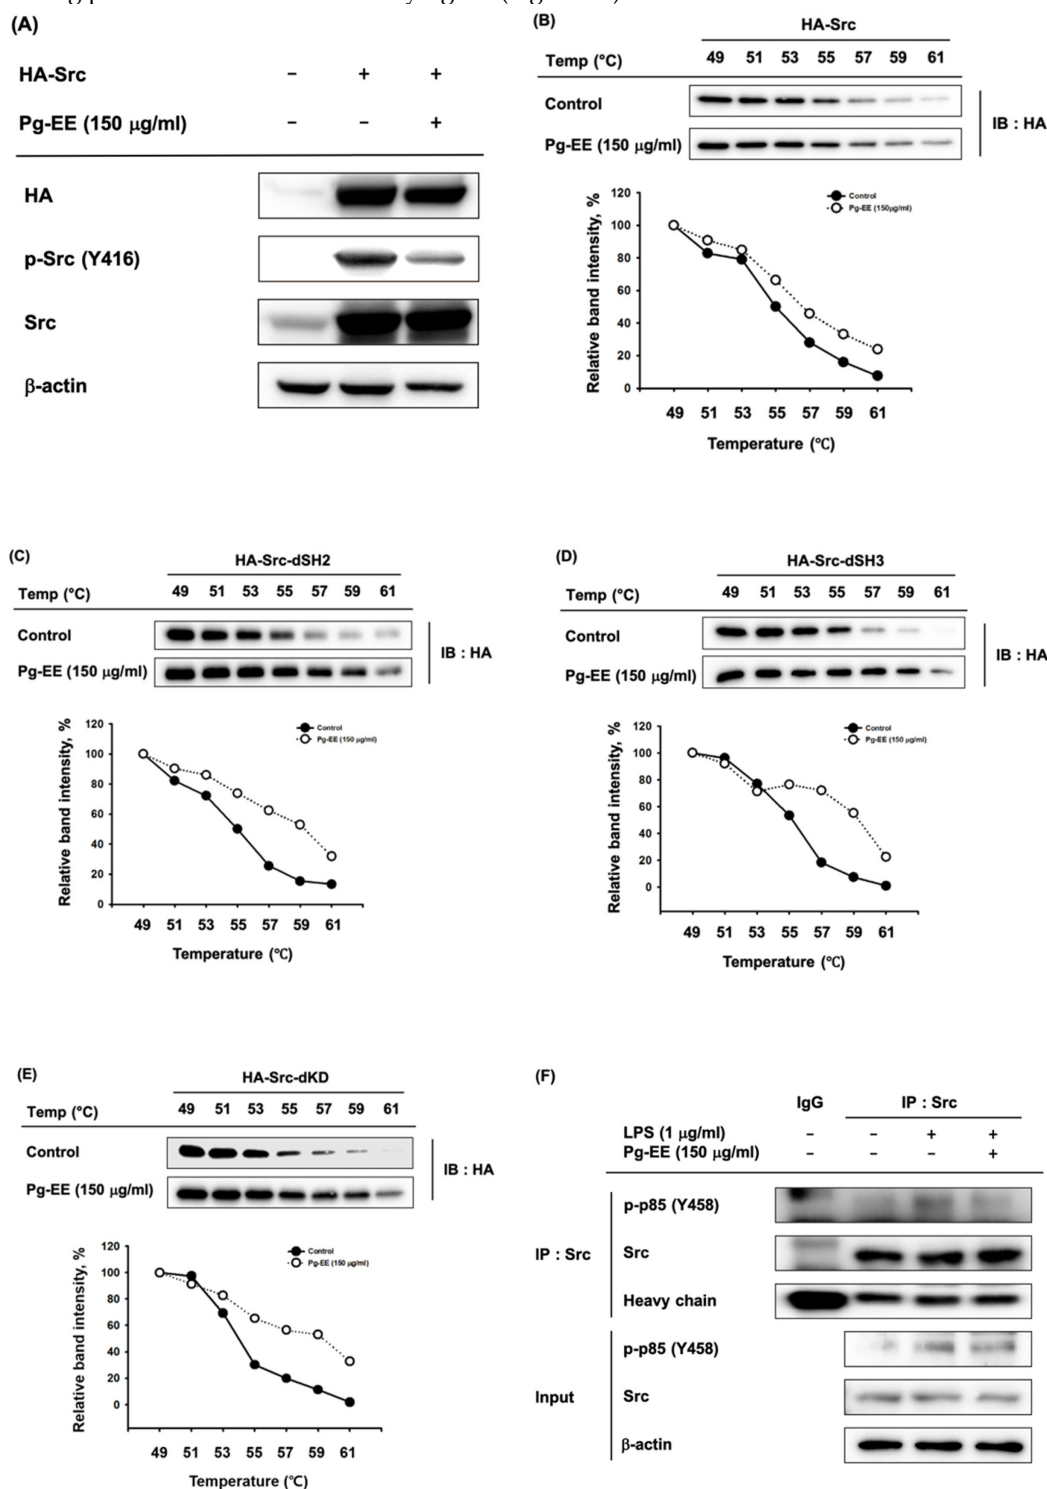 (A)
HA-Src − + +
Pg-EE (150 μg/ml) − − +
HA
p-Src (Y416)
Src
β-actin
(B)
HA-Src
Temp (°C) 49 51 53 55 57 59 61
Control
Pg-EE (150 μg/ml)
IB : HA
Relative band intensity, %
120
100
80
60
40
20
0
Control
Pg-EE (150μg/ml)
49 51 53 55 57 59 61
Temperature (℃)
(C)
HA-Src-dSH2
Temp (°C) 49 51 53 55 57 59 61
Control
Pg-EE (150 μg/ml)
IB : HA
Relative band intensity, %
120
100
80
60
40
20
0
Control
Pg-EE (150 μg/ml)
49 51 53 55 57 59 61
Temperature (℃)
(D)
HA-Src-dSH3
Temp (°C) 49 51 53 55 57 59 61
Control
Pg-EE (150 μg/ml)
IB : HA
Relative band intensity, %
120
100
80
60
40
20
0
Control
Pg-EE (150 μg/ml)
49 51 53 55 57 59 61
Temperature (℃)
(E)
HA-Src-dKD
Temp (°C) 49 51 53 55 57 59 61
Control
Pg-EE (150 μg/ml)
IB : HA
Relative band intensity, %
120
100
80
60
40
20
0
Control
Pg-EE (150 μg/ml)
49 51 53 55 57 59 61
Temperature (℃)
(F)
IgG IP : Src
LPS (1 μg/ml) − − + +
Pg-EE (150 μg/ml) − − − +
IP : Src
p-p85 (Y458)
Src
Heavy chain
Input
p-p85 (Y458)
Src
β-actin